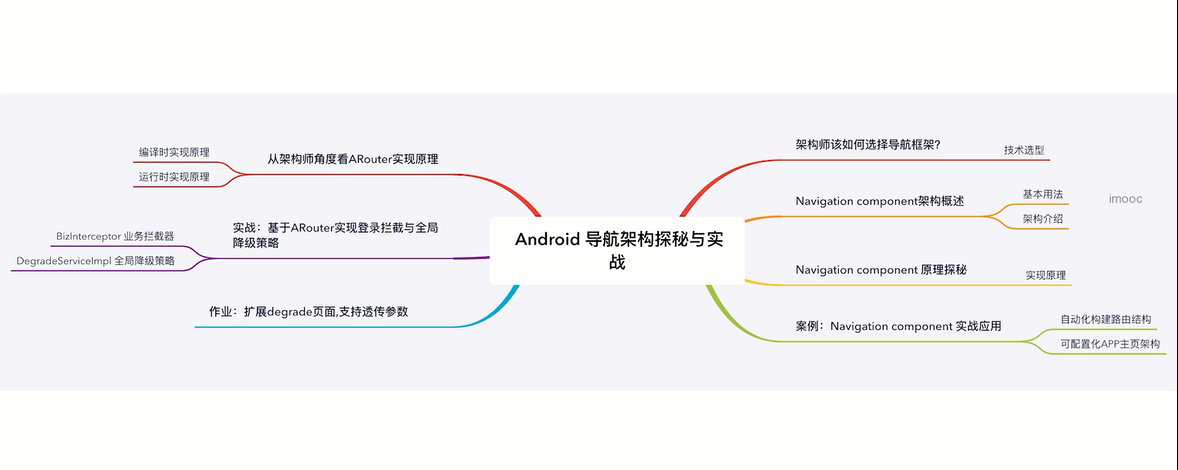 Android 导航架构探秘与实
战
架构师该如何选择导航框架?
技术选型
Navigation component架构概述
基本用法
架构介绍
imooc
Navigation component 原理探秘
实现原理
案例：Navigation component 实战应用
自动化构建路由结构
可配置化APP主页架构
从架构师角度看ARouter实现原理
编译时实现原理
运行时实现原理
实战：基于ARouter实现登录拦截与全局
降级策略
BizInterceptor 业务拦截器
DegradeServiceImpl 全局降级策略
作业：扩展degrade页面,支持透传参数